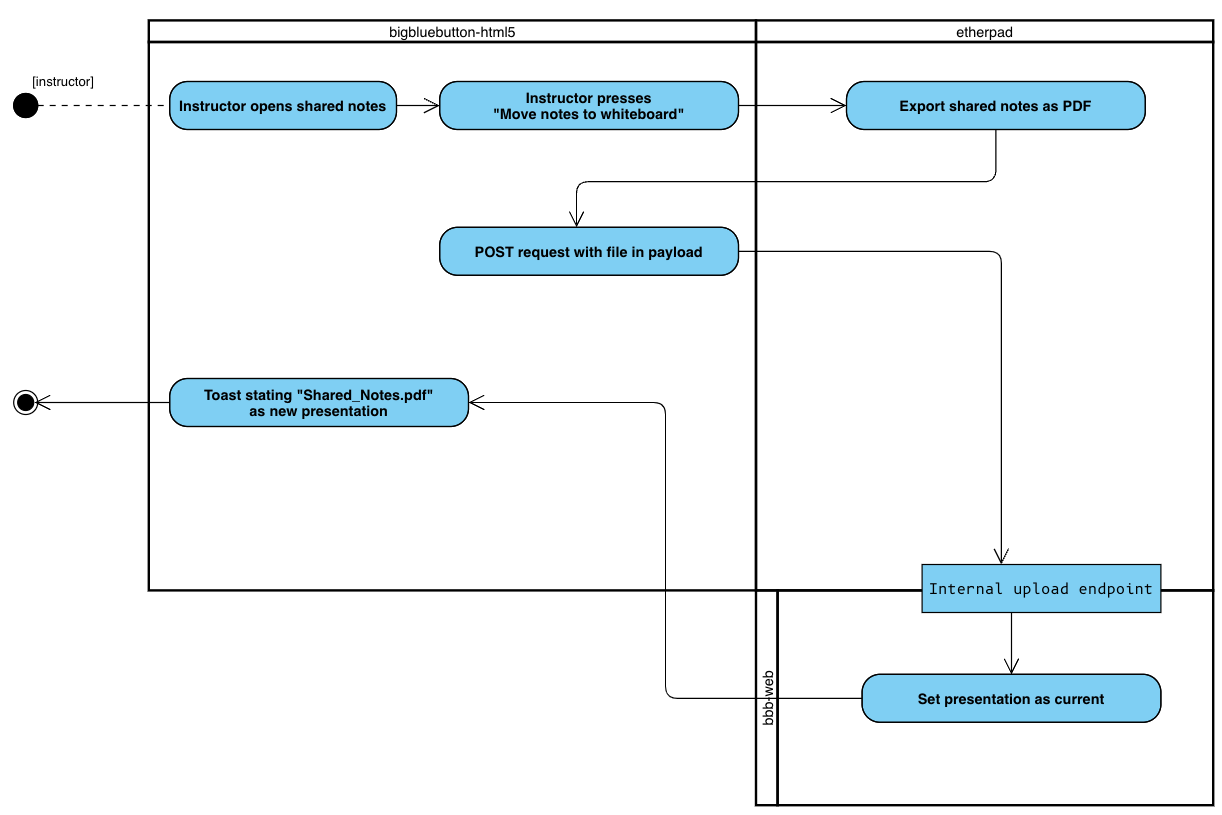 bigbluebutton-html5
etherpad
[instructor]
Instructor opens shared notes
Instructor presses
"Move notes to whiteboard"
Export shared notes as PDF
POST request with file in payload
Toast stating "Shared_Notes.pdf"
as new presentation
Internal upload endpoint
bbb-web
Set presentation as current